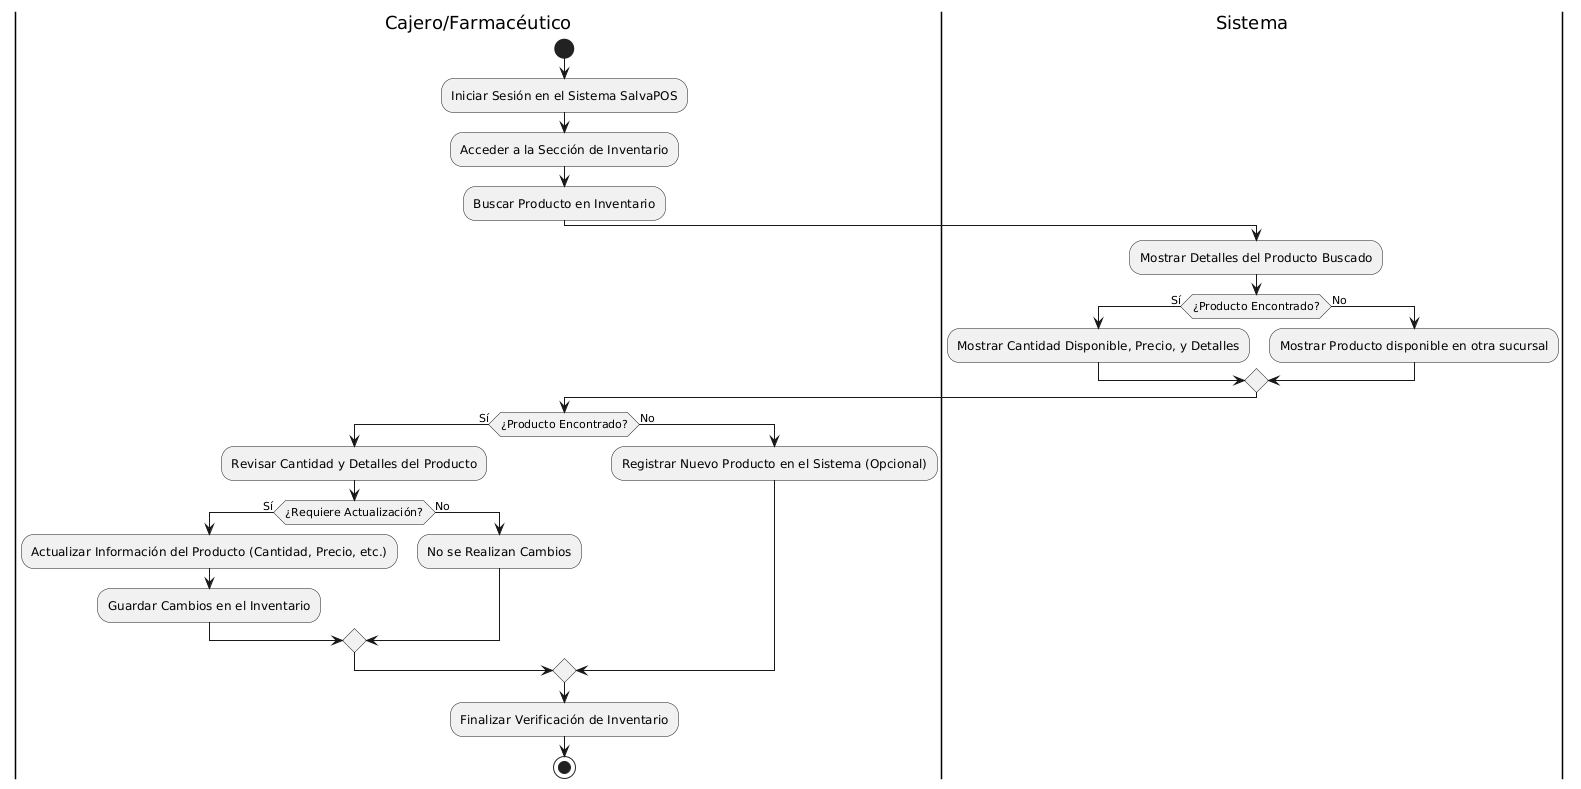 Cajero/Farmacéutico
Sistema
Iniciar Sesión en el Sistema SalvaPOS
Acceder a la Sección de Inventario
Buscar Producto en Inventario
Mostrar Detalles del Producto Buscado
Sí
¿Producto Encontrado?
No
Mostrar Cantidad Disponible, Precio, y Detalles
Mostrar Producto disponible en otra sucursal
Sí
¿Producto Encontrado?
No
Revisar Cantidad y Detalles del Producto
Registrar Nuevo Producto en el Sistema (Opcional)
Sí
¿Requiere Actualización?
No
Actualizar Información del Producto (Cantidad, Precio, etc.)
No se Realizan Cambios
Guardar Cambios en el Inventario
Finalizar Verificación de Inventario